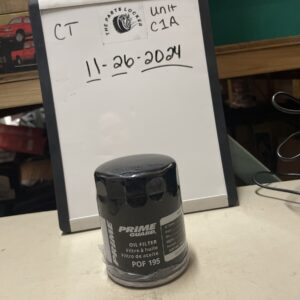 CT
THE PARTS LOCKER
Unit
C1A
11-26-2024
PRIME
GUARD
OIL FILTER
Filtre à huile
Filtro de aceite
POF 195